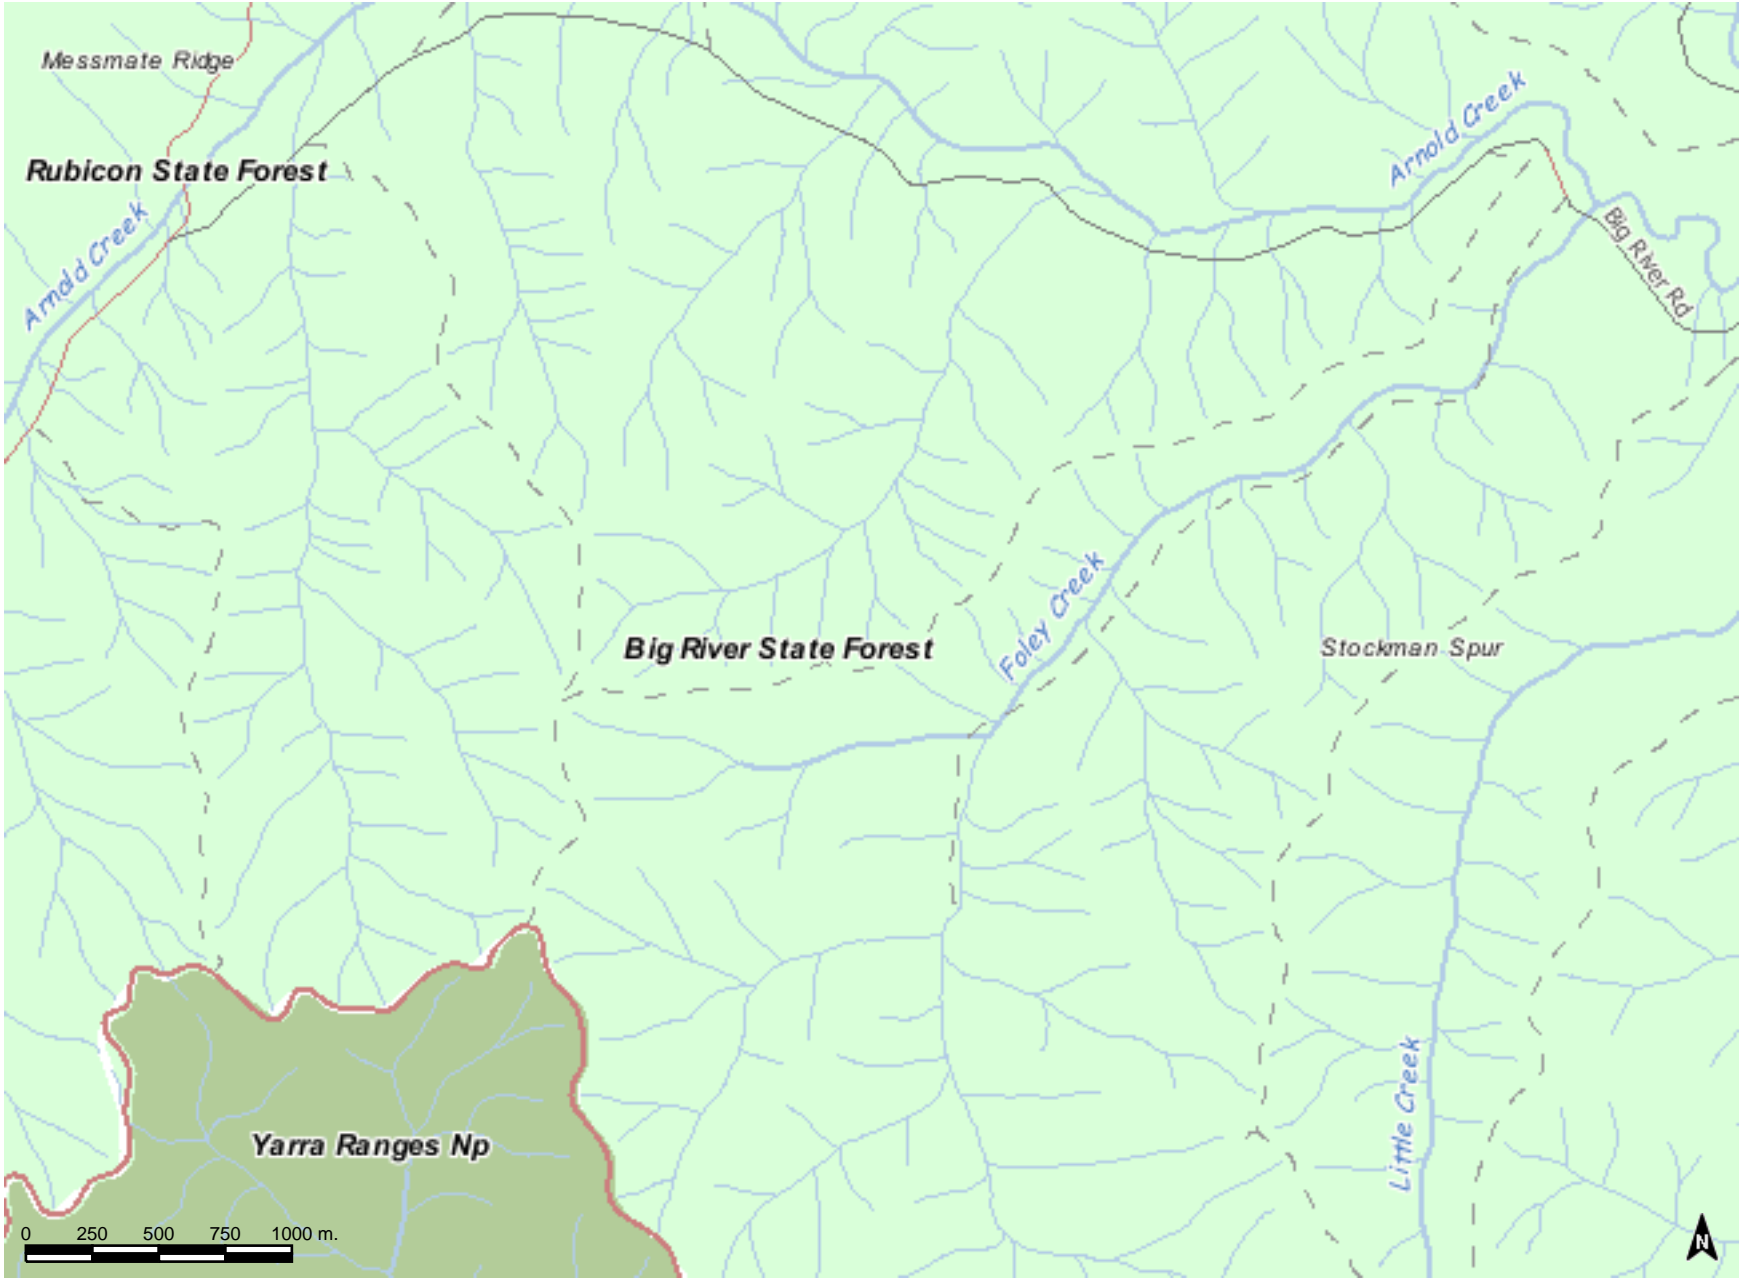 Messmate Ridge
Arnold Creek
Rubicon State Forest
Arnold Creek
Big River Rd
Foley Creek
Big River State Forest
Stockman Spur
Little Creek
Yarra Ranges Np
0 250 500 750 1000 m.
N